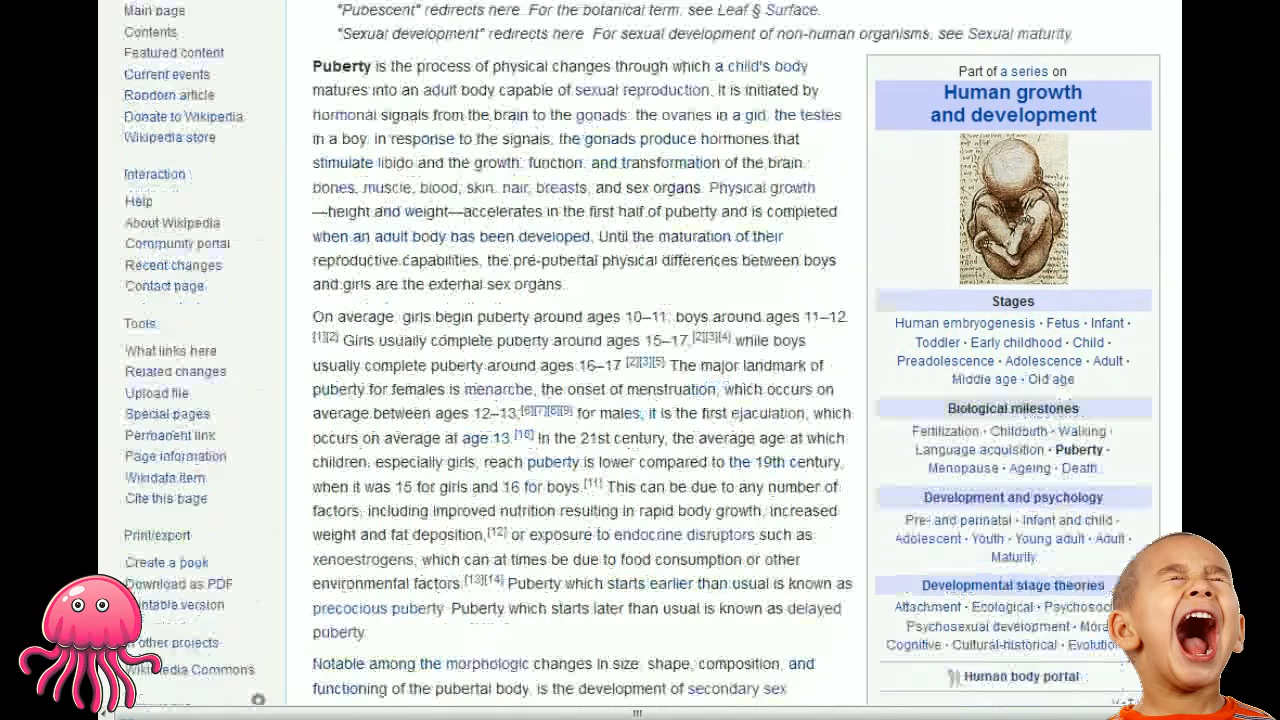 Main page
Contents
Featured content
Current events
Random article
Donate to Wikipedia
Wikipedia store
Interaction
Help
About Wikipedia
Community portal
Recent changes
Contact page
Tools
What links here
Related changes
Upload file
Special pages
Permanent link
Page information
Wikidata item
Cite this page
Print/export
Create a book
Download as PDF
ntable version
n other projects
Wikimedia Commons
"Pubescent" redirects here. For the botanical term, see Leaf § Surface.
"Sexual development" redirects here. For sexual development of non-human organisms, see Sexual maturity.
Puberty is the process of physical changes through which a child's body
matures into an adult body capable of sexual reproduction. It is initiated by
hormonal signals from the brain to the gonads: the ovaries in a girl, the testes
in a boy. In response to the signals, the gonads produce hormones that
stimulate libido and the growth, function, and transformation of the brain,
bones, muscle, blood, skin, hair, breasts, and sex organs. Physical growth
—height and weight—accelerates in the first half of puberty and is completed
when an adult body has been developed. Until the maturation of their
reproductive capabilities, the pre-pubertal physical differences between boys
and girls are the external sex organs.
On average, girls begin puberty around ages 10–11; boys around ages 11–12.
[1][2] Girls usually complete puberty around ages 15–17,[2][3][4] while boys
usually complete puberty around ages 16–17.[2][3][5] The major landmark of
puberty for females is menarche, the onset of menstruation, which occurs on
average between ages 12–13;[6][7][8][9] for males, it is the first ejaculation, which
occurs on average at age 13.[10] In the 21st century, the average age at which
children, especially girls, reach puberty is lower compared to the 19th century,
when it was 15 for girls and 16 for boys.[11] This can be due to any number of
factors, including improved nutrition resulting in rapid body growth, increased
weight and fat deposition,[12] or exposure to endocrine disruptors such as
xenoestrogens, which can at times be due to food consumption or other
environmental factors.[13][14] Puberty which starts earlier than usual is known as
precocious puberty. Puberty which starts later than usual is known as delayed
puberty.
Notable among the morphologic changes in size, shape, composition, and
functioning of the pubertal body, is the development of secondary sex
Part of a series on
Human growth
and development
Stages
Human embryogenesis · Fetus · Infant ·
Toddler · Early childhood · Child ·
Preadolescence · Adolescence · Adult ·
Middle age · Old age
Biological milestones
Fertilization · Childbirth · Walking ·
Language acquisition · Puberty ·
Menopause · Ageing · Death
Development and psychology
Pre- and perinatal · Infant and child ·
Adolescent · Youth · Young adult · Adult ·
Maturity
Developmental stage theories
Attachment · Ecological · Psychosoc
Psychosexual development · Mora
Cognitive · Cultural-historical · Evolutio
Human body portal